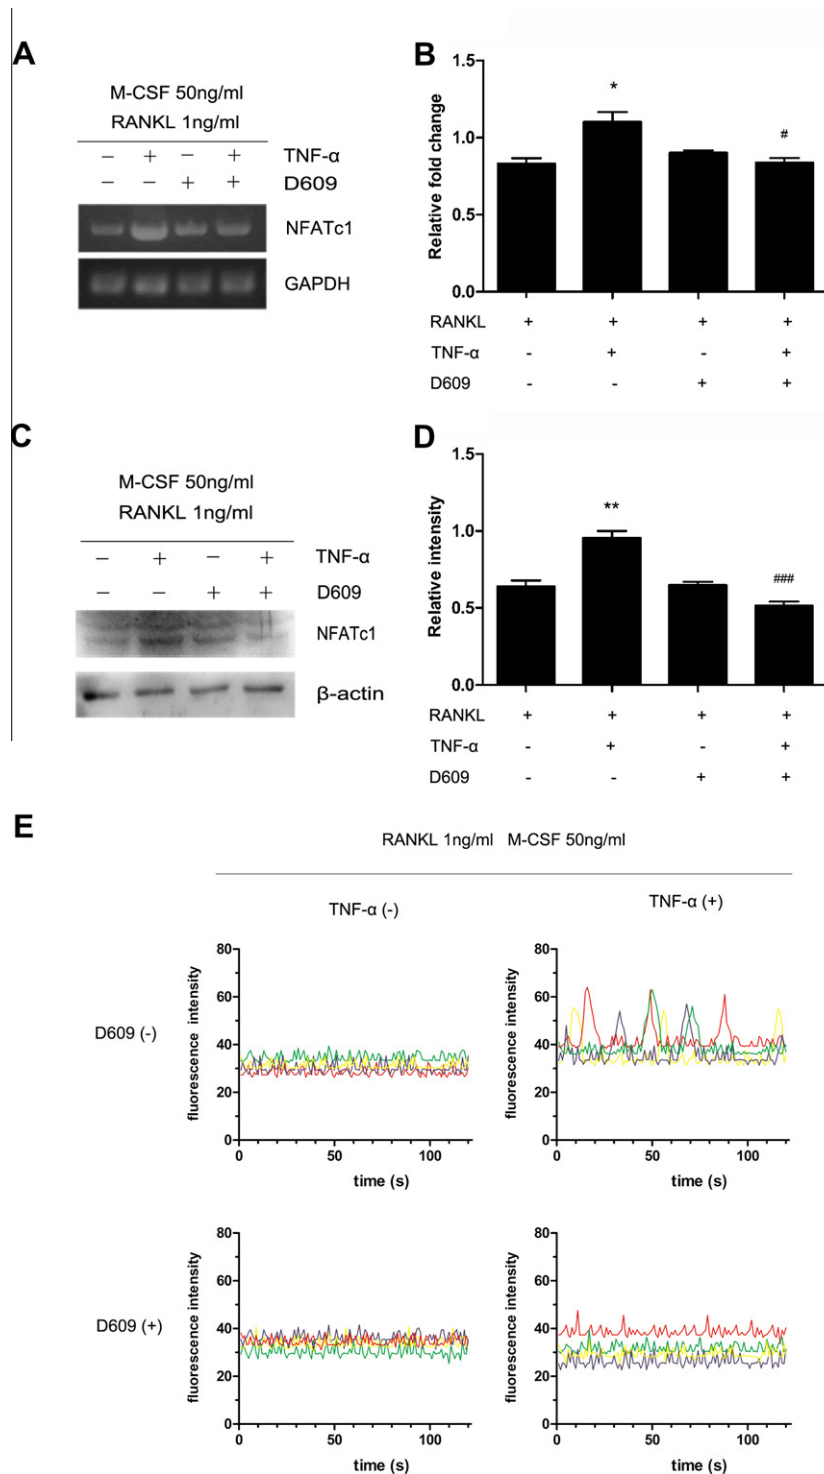 A
M-CSF 50ng/ml
RANKL 1ng/ml
− + − + TNF-α
− − + + D609
NFATc1
GAPDH
B
Relative fold change
1.5
1.0
0.5
0.0
*
#
RANKL + + + +
TNF-α - + - +
D609 - - + +
C
M-CSF 50ng/ml
RANKL 1ng/ml
− + − + TNF-α
− − + + D609
NFATc1
β-actin
D
Relative intensity
1.5
1.0
0.5
0.0
**
###
RANKL + + + +
TNF-α - + - +
D609 - - + +
E
RANKL 1ng/ml M-CSF 50ng/ml
TNF-α (-)
TNF-α (+)
D609 (-)
fluorescence intensity
80
60
40
20
0
0 50 100
time (s)
fluorescence intensity
80
60
40
20
0
0 50 100
time (s)
D609 (+)
fluorescence intensity
80
60
40
20
0
0 50 100
time (s)
fluorescence intensity
80
60
40
20
0
0 50 100
time (s)